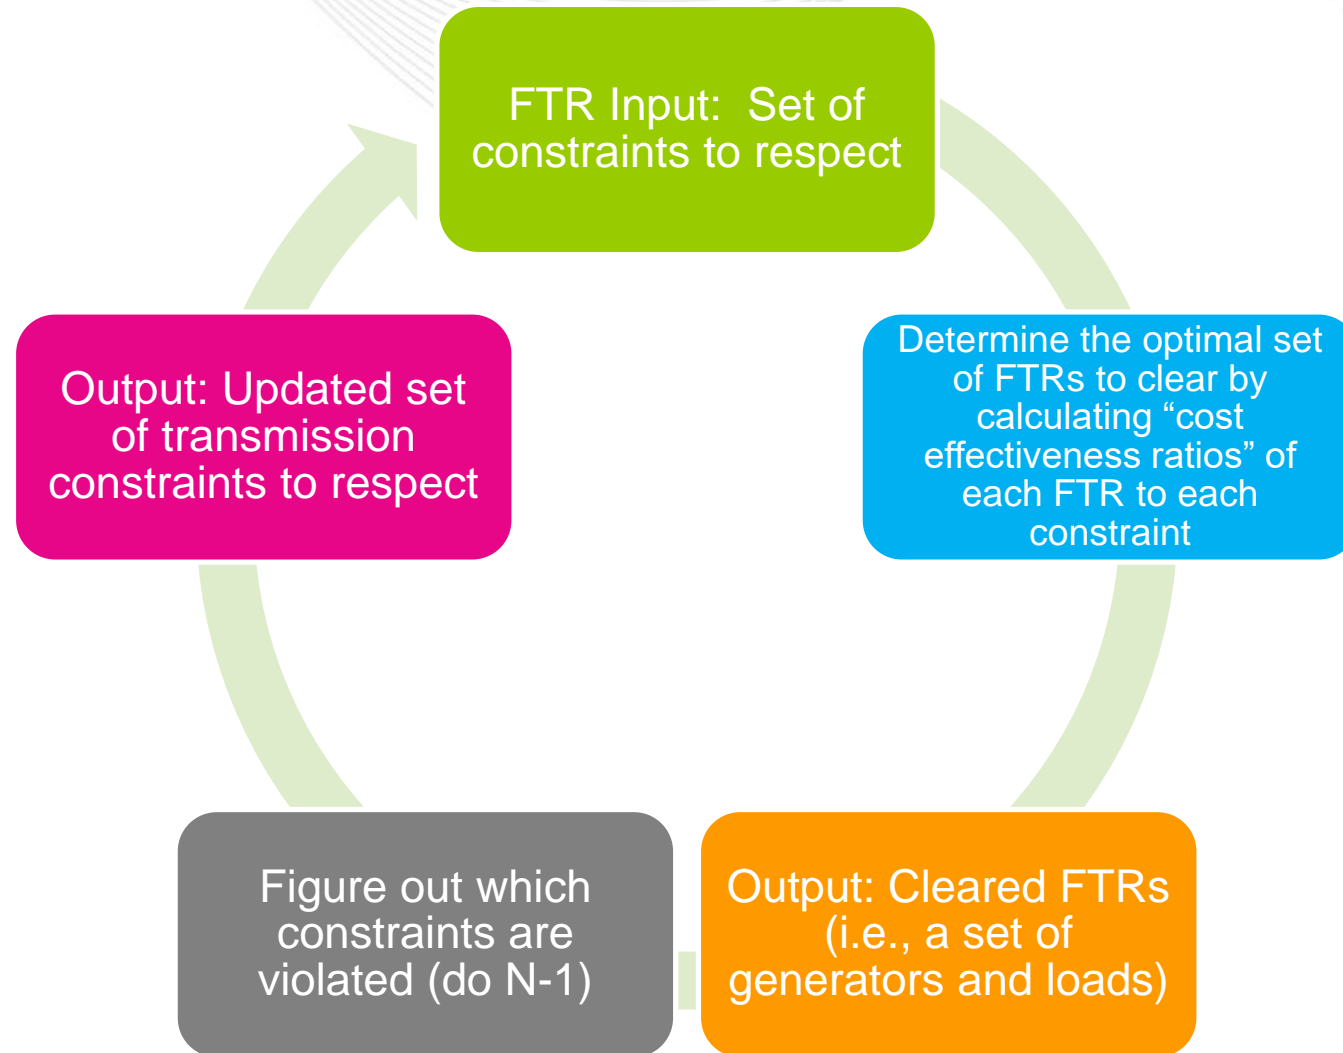 FTR Input:  Set of
constraints to respect
Determine the optimal set
of FTRs to clear by
calculating “cost
effectiveness ratios” of
each FTR to each
constraint
Output: Cleared FTRs
(i.e., a set of
generators and loads)
Figure out which
constraints are
violated (do N-1)
Output: Updated set
of transmission
constraints to respect